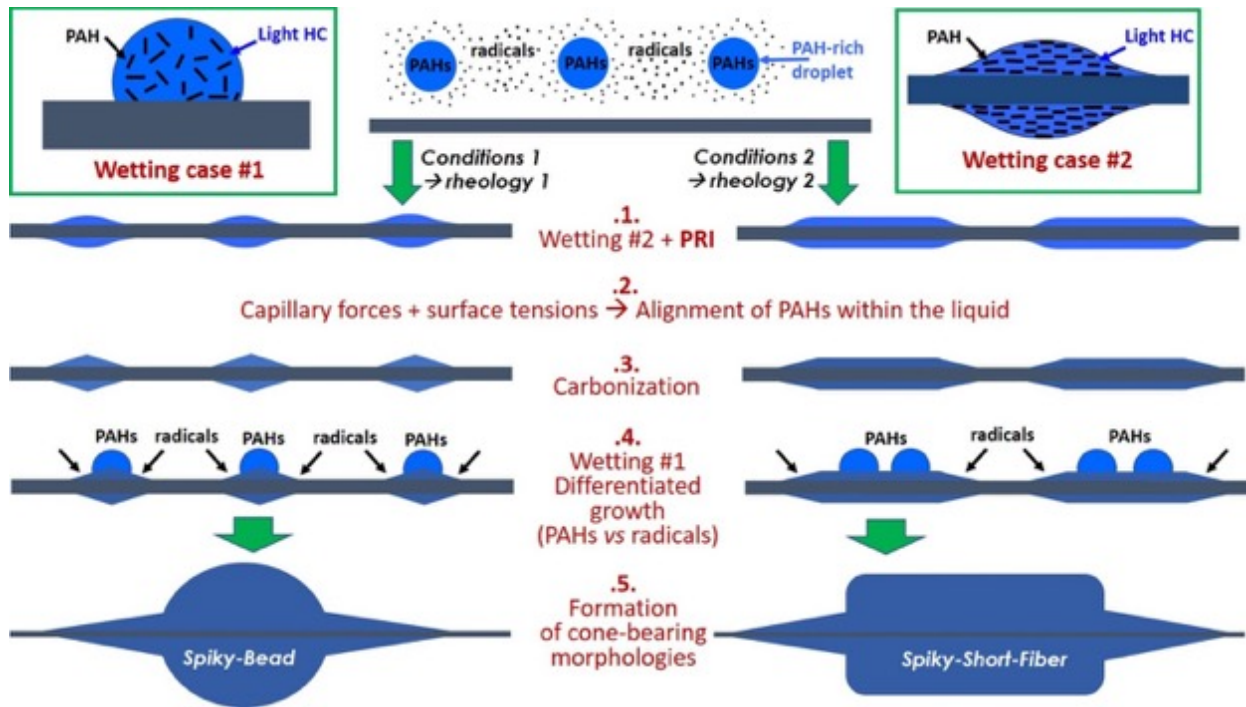 PAH
Light HC
Wetting case #1
PAHs
radicals
PAHs
radicals
PAHs
PAH-rich
droplet
Conditions 1
→ rheology 1
Conditions 2
→ rheology 2
PAH
Light HC
Wetting case #2
.1.
Wetting #2 + PRI
.2.
Capillary forces + surface tensions → Alignment of PAHs within the liquid
.3.
Carbonization
PAHs
radicals
PAHs
radicals
PAHs
.4.
Wetting #1
Differentiated
growth
(PAHs vs radicals)
PAHs
radicals
PAHs
.5.
Formation
of cone-bearing
morphologies
Spiky-Bead
Spiky-Short-Fiber